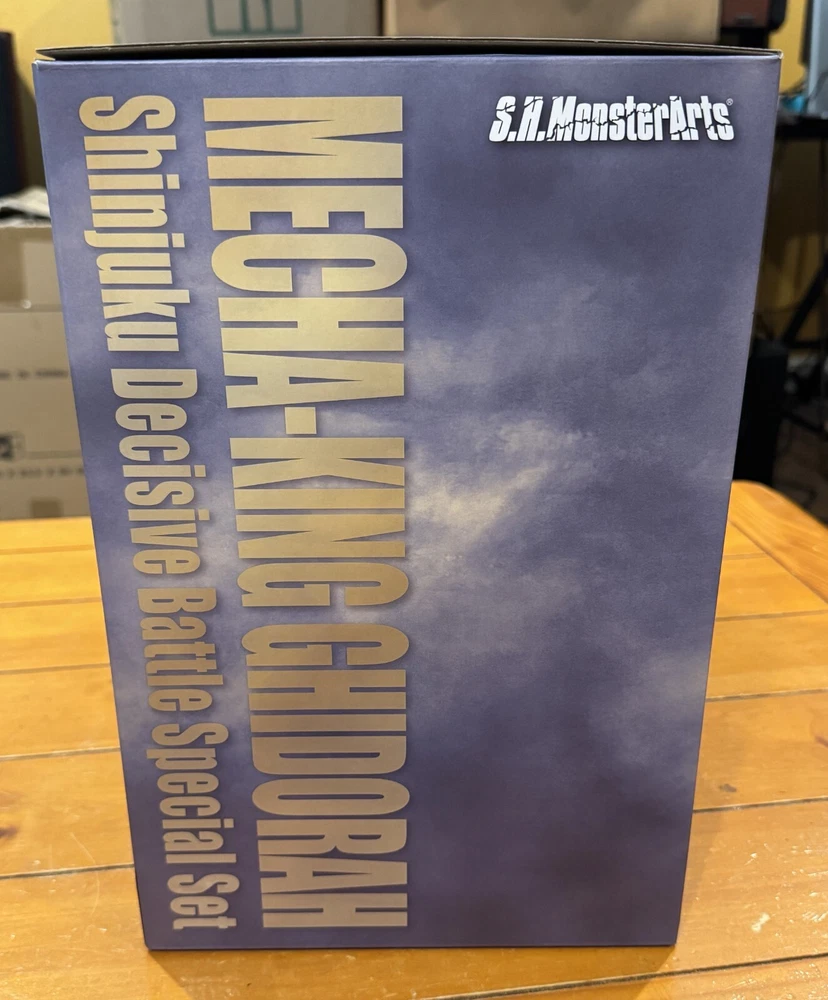 S.H.MonsterArts®
MECHA-KING GHIDORAH
Shinjuku Decisive Battle Special Set